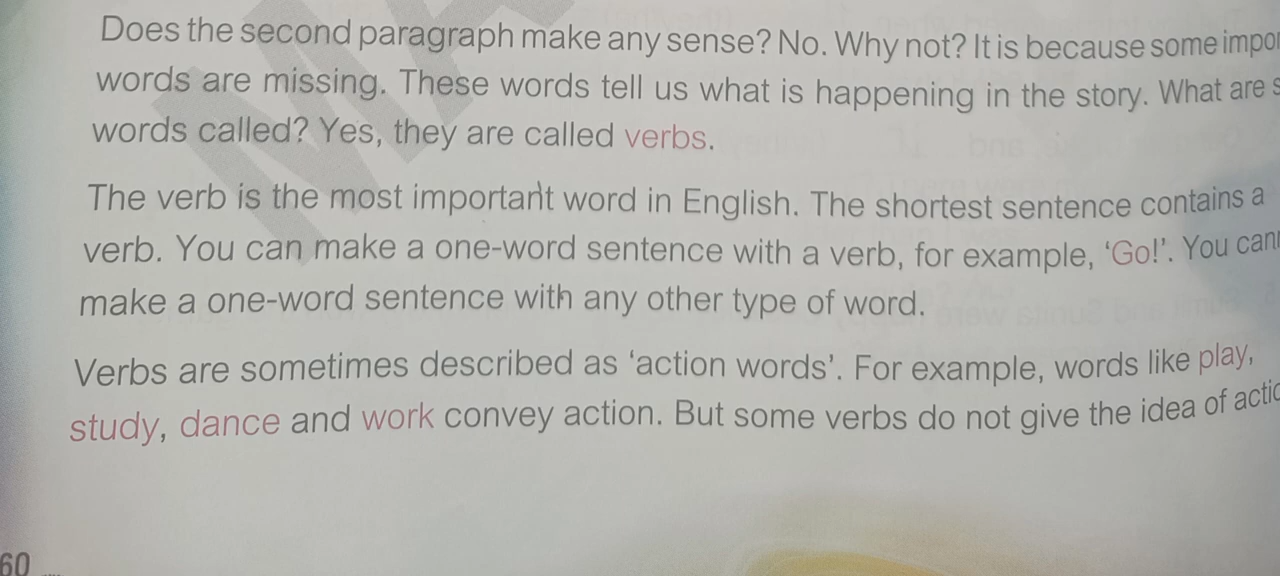 Does the second paragraph make any sense? No. Why not? It is because some impor
words are missing. These words tell us what is happening in the story. What are s
words called? Yes, they are called verbs.
The verb is the most important word in English. The shortest sentence contains a
verb. You can make a one-word sentence with a verb, for example, ‘Go!’. You can
make a one-word sentence with any other type of word.
Verbs are sometimes described as ‘action words’. For example, words like play,
study, dance and work convey action. But some verbs do not give the idea of actio
60